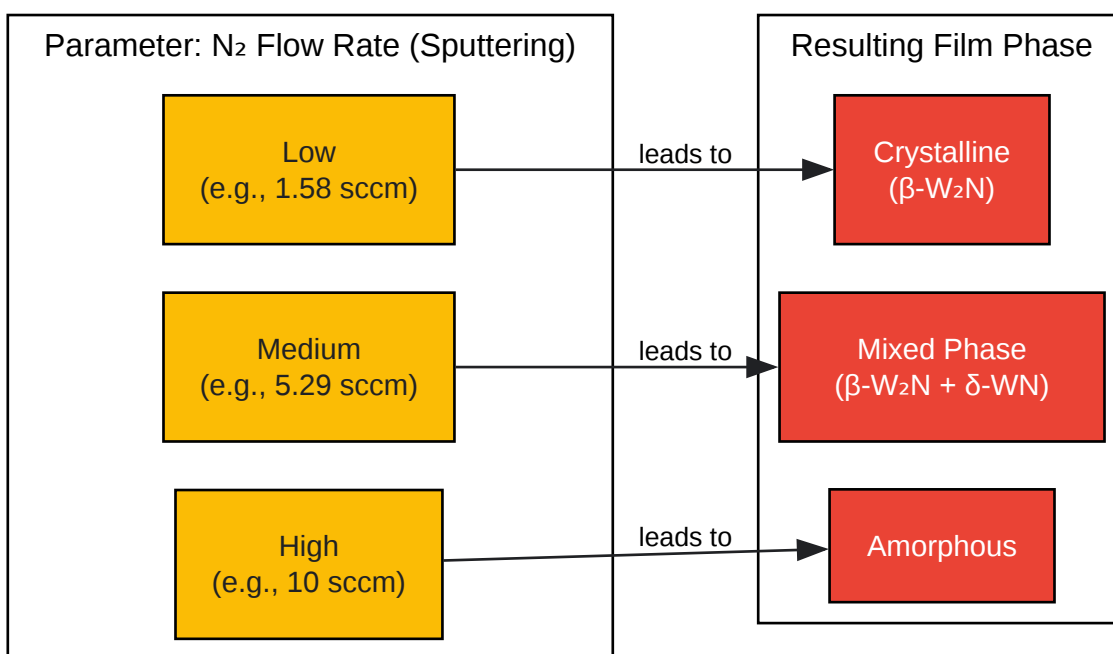 Parameter: N₂ Flow Rate (Sputtering)
Resulting Film Phase
Low
(e.g., 1.58 sccm)
leads to
Crystalline
(β-W₂N)
Medium
(e.g., 5.29 sccm)
leads to
Mixed Phase
(β-W₂N + δ-WN)
High
(e.g., 10 sccm)
leads to
Amorphous